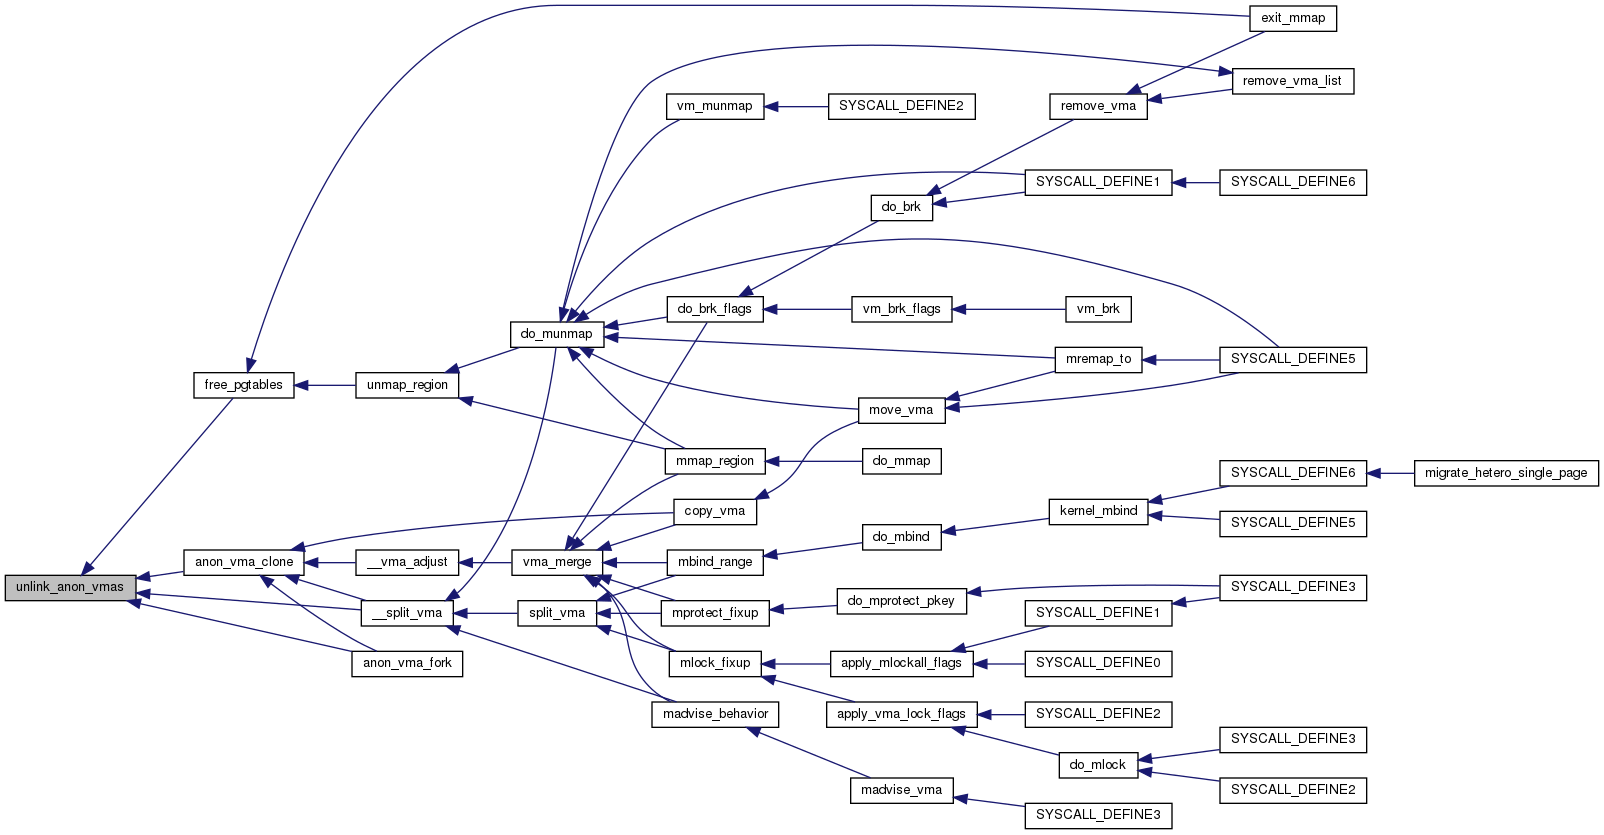 exit_mmap
remove_vma_list
vm_munmap
SYSCALL_DEFINE2
remove_vma
SYSCALL_DEFINE1
SYSCALL_DEFINE6
do_brk
do_brk_flags
vm_brk_flags
vm_brk
do_munmap
mremap_to
SYSCALL_DEFINE5
free_pgtables
unmap_region
move_vma
mmap_region
do_mmap
SYSCALL_DEFINE6
migrate_hetero_single_page
copy_vma
kernel_mbind
SYSCALL_DEFINE5
do_mbind
anon_vma_clone
__vma_adjust
vma_merge
mbind_range
unlink_anon_vmas
SYSCALL_DEFINE3
do_mprotect_pkey
__split_vma
split_vma
mprotect_fixup
SYSCALL_DEFINE1
anon_vma_fork
mlock_fixup
apply_mlockall_flags
SYSCALL_DEFINE0
madvise_behavior
apply_vma_lock_flags
SYSCALL_DEFINE2
SYSCALL_DEFINE3
do_mlock
madvise_vma
SYSCALL_DEFINE2
SYSCALL_DEFINE3